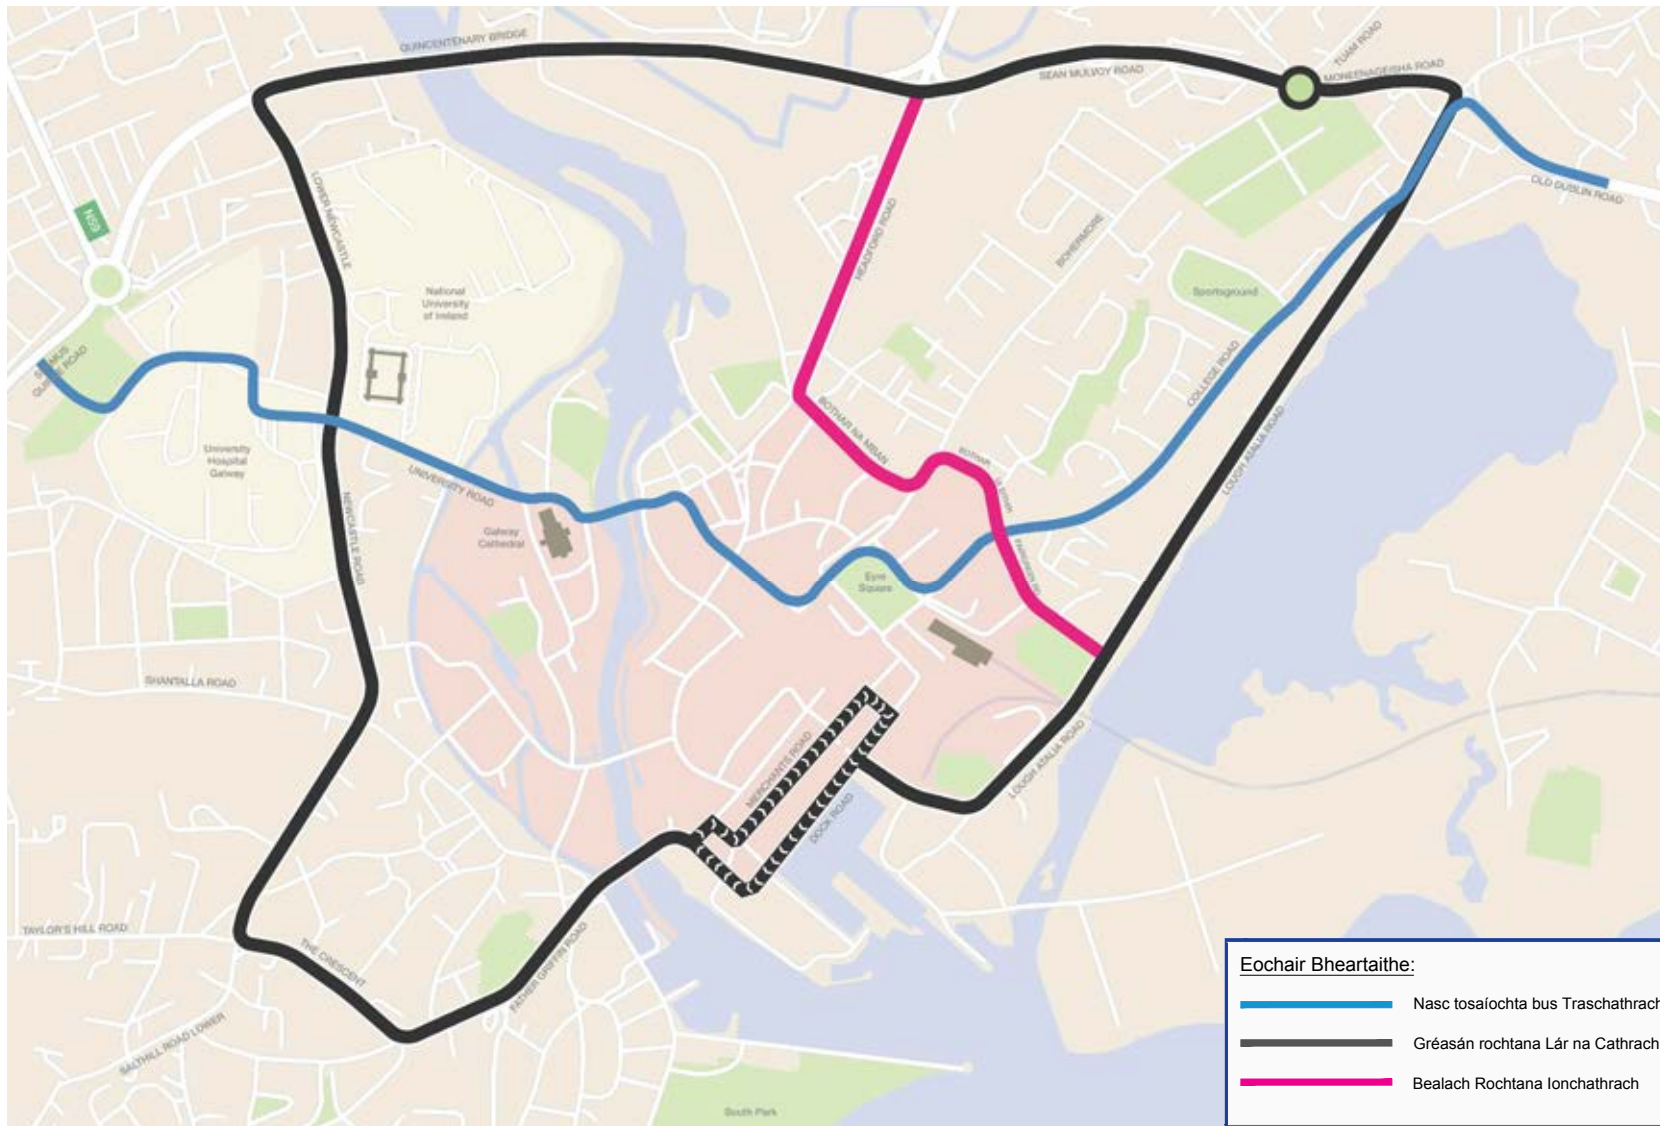 QUINCENTENARY BRIDGE
SEAN MULVOY ROAD
TUAM ROAD
MONEENAGEISHA ROAD
OLD DUBLIN ROAD
N59
LOWER NEWCASTLE
National
University
of Ireland
HEADFORD ROAD
BOHERMORE
Sportsground
COLLEGE ROAD
LOUGH ATALIA ROAD
QUIRKE ROAD
University
Hospital
Galway
UNIVERSITY ROAD
NEWCASTLE ROAD
Galway
Cathedral
BOTHAR NA MBAN
BOTHAR
Eyre
Square
SHANTALLA ROAD
MERCHANTS ROAD
DOCK ROAD
LOUGH ATALIA ROAD
TAYLOR'S HILL ROAD
THE CRESCENT
FATHER GRIFFIN ROAD
SALTHILL ROAD LOWER
South Park
Eochair Bheartaithe:
Nasc tosaíochta bus Traschathrach
Gréasán rochtana Lár na Cathrach
Bealach Rochtana Ionchathrach